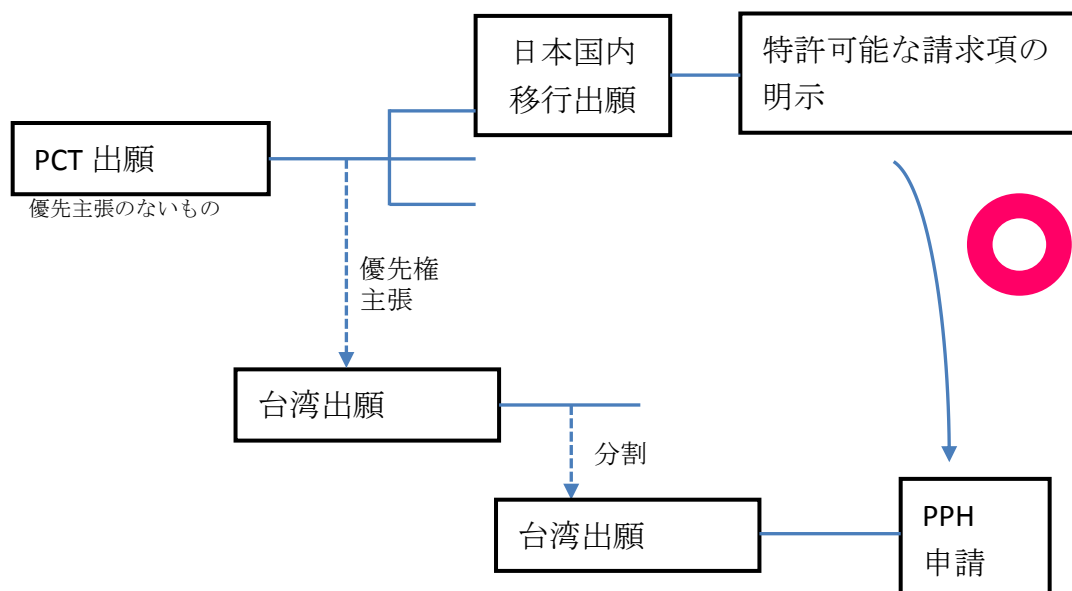 日本国内
移行出願
特許可能な請求項の
明示
PCT 出願
優先主張のないもの
優先権
主張
台湾出願
分割
台湾出願
PPH
申請